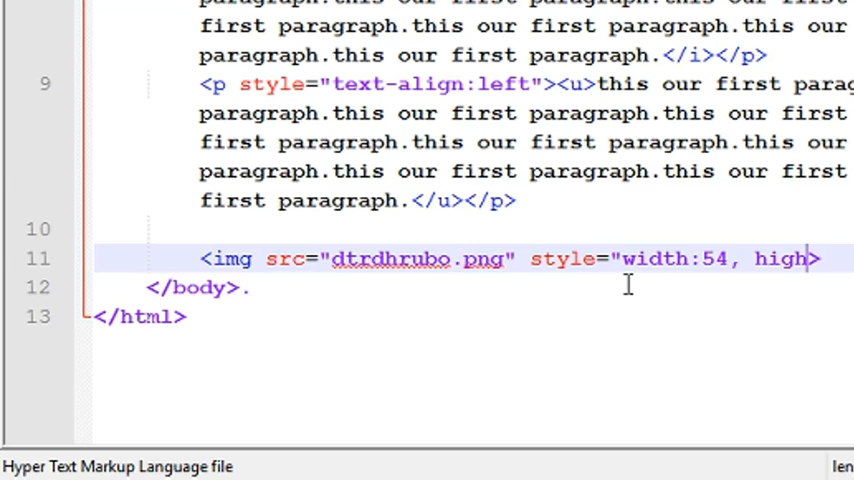 paragraph.this our first paragraph.this our first
first paragraph.this our first paragraph.this our
paragraph.this our first paragraph.</i></p>
9 <p style="text-align:left"><u>this our first parag
paragraph.this our first paragraph.this our first
first paragraph.this our first paragraph.this our
paragraph.this our first paragraph.this our first
first paragraph.</u></p>
10
11 <img src="dtrdhrubo.png" style="width:54, high>
12 </body>.
13 </html>
Hyper Text Markup Language file len